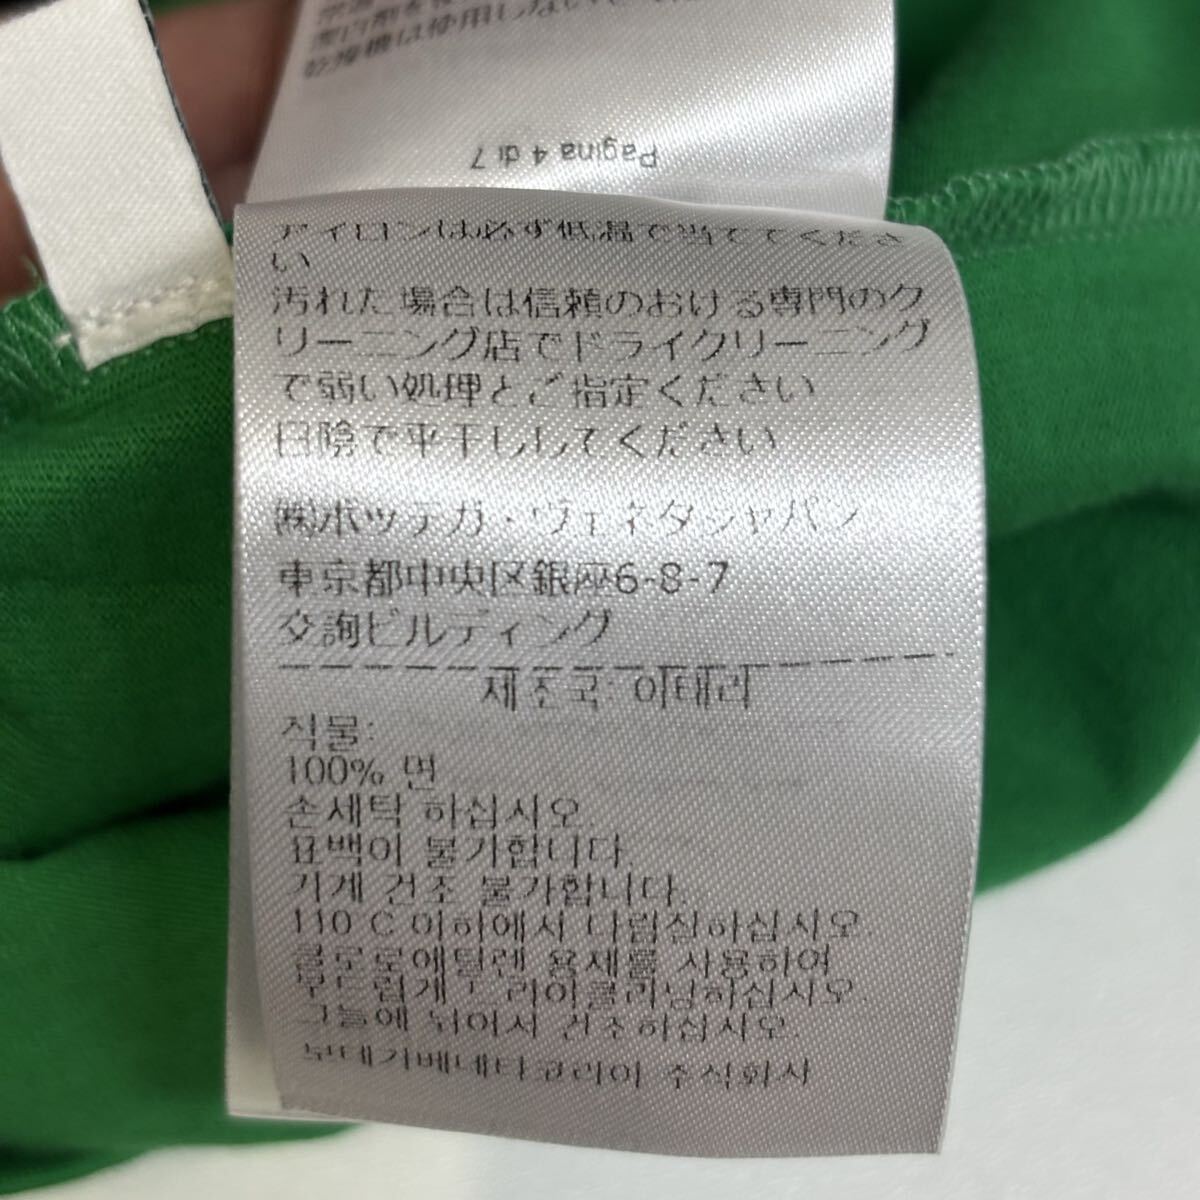 乾燥機は使用しないで
Pagina 4 di 7
アイロンは必ず低温で当ててくださ
い
汚れた場合は信頼のおける専門のク
リーニング店でドライクリーニング
で弱い処理とご指定ください
日陰で平干ししてください
㈱ボッテガ・ヴェネタジャパン
東京都中央区銀座6-8-7
交詢ビルディング
제조국: 이태리
직물:
100% 면
손세탁 하십시오.
표백이 불가합니다.
기계 건조 불가합니다.
110°C 이하에서 다림질하십시오.
클로로에틸렌 용제를 사용하여
부드럽게 드라이클리닝하십시오.
그늘에 뉘어서 건조하십시오.
보테가베네타코리아 주식회사